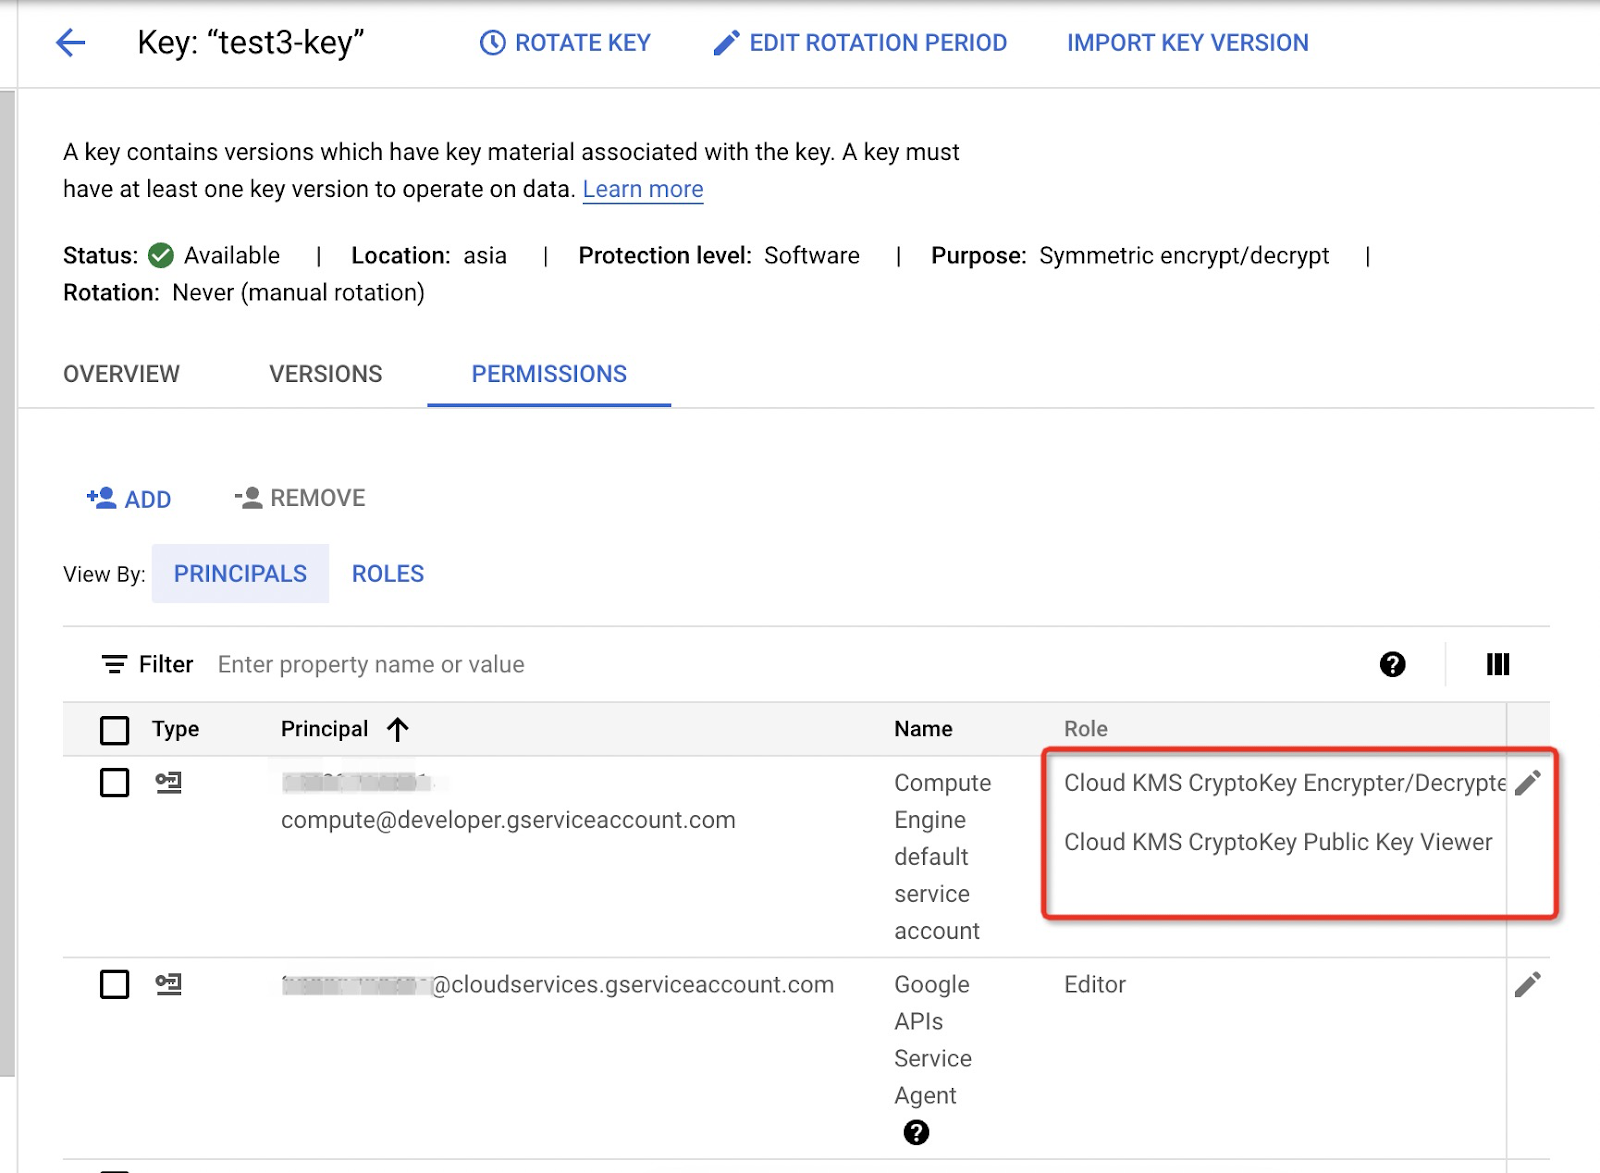 Key: “test3-key”
ROTATE KEY
EDIT ROTATION PERIOD
IMPORT KEY VERSION
A key contains versions which have key material associated with the key. A key must
have at least one key version to operate on data. Learn more
Status: Available | Location: asia | Protection level: Software | Purpose: Symmetric encrypt/decrypt |
Rotation: Never (manual rotation)
OVERVIEW
VERSIONS
PERMISSIONS
ADD
REMOVE
View By: PRINCIPALS ROLES
Filter Enter property name or value
Type Principal Name Role
compute@developer.gserviceaccount.com
Compute
Engine
default
service
account
Cloud KMS CryptoKey Encrypter/Decrypte
Cloud KMS CryptoKey Public Key Viewer
@cloudservices.gserviceaccount.com
Google
APIs
Service
Agent
Editor